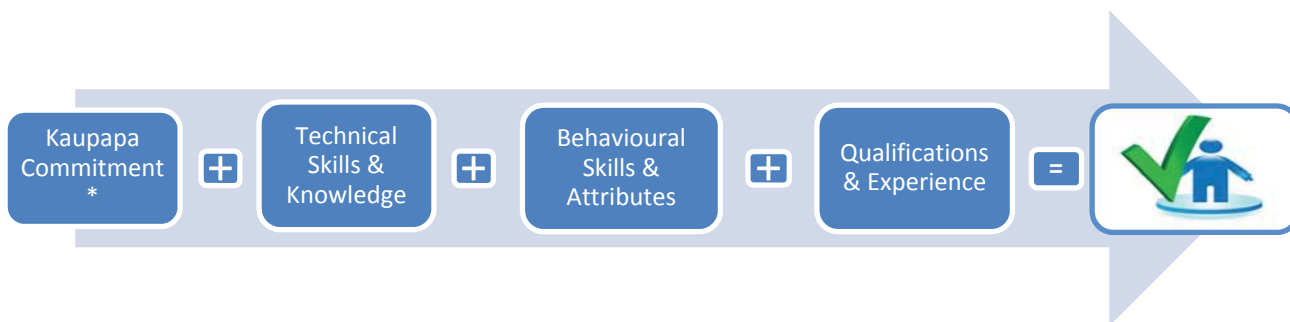 Kaupapa
Commitment
*
+
Technical
Skills &
Knowledge
+
Behavioural
Skills &
Attributes
+
Qualifications
& Experience
=